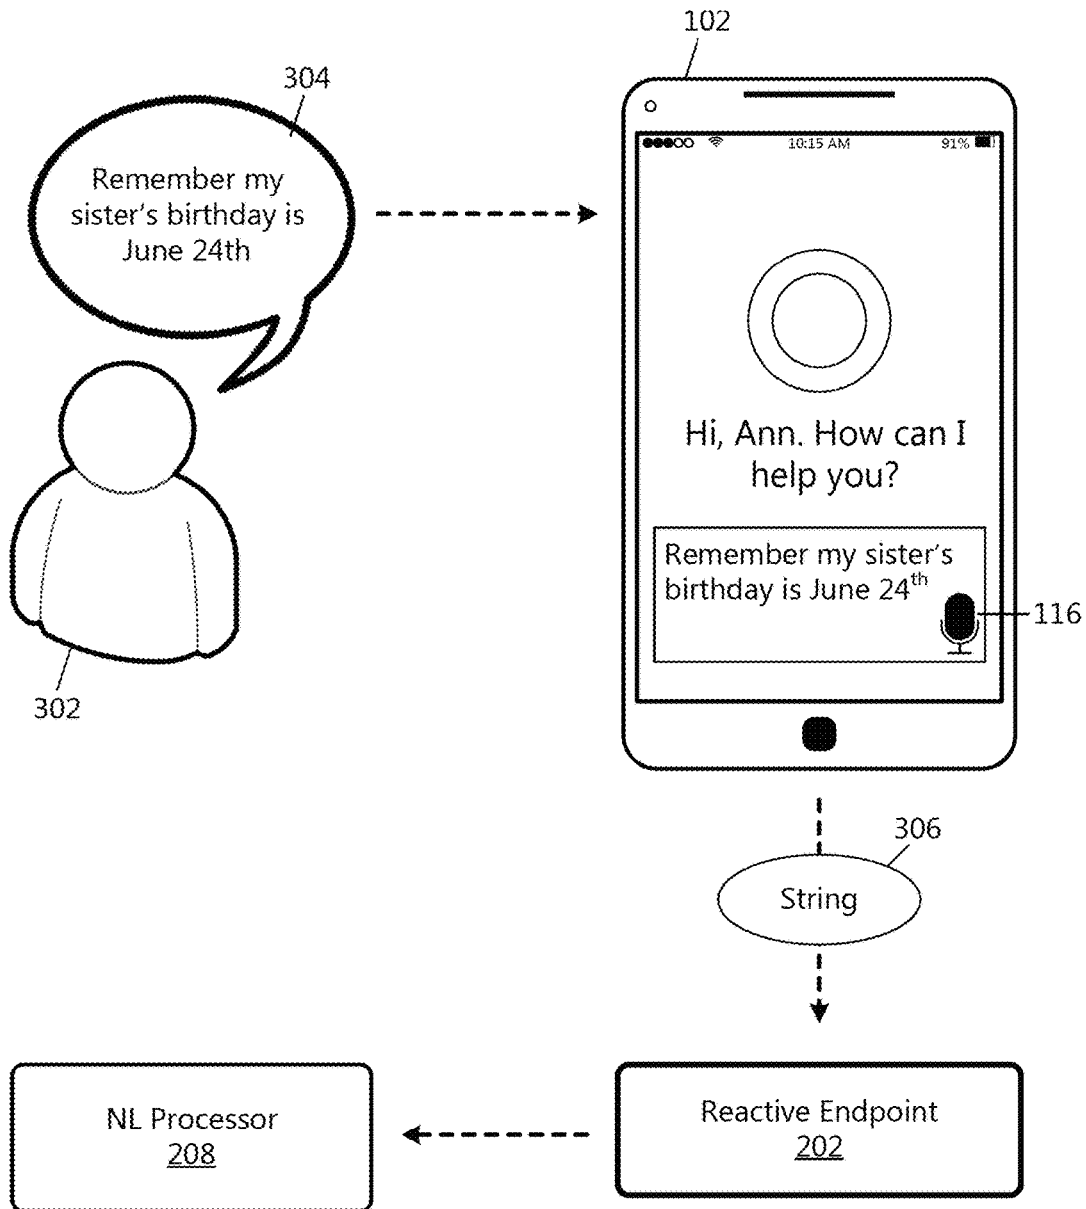 102
304
Remember my
sister's birthday is
June 24th
10:15 AM
91%
Hi, Ann. How can I
help you?
Remember my sister's
birthday is June 24th
116
302
306
String
NL Processor
208
Reactive Endpoint
202